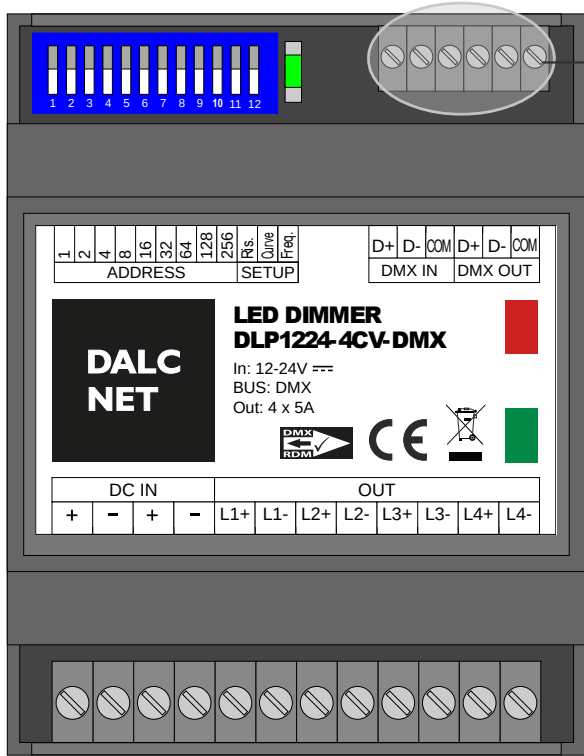 1 2 3 4 5 6 7 8 9 10 11 12
1 2 4 8 16 32 64 128 256 Ris. Curve Freq.
D+ D- COM D+ D- COM
ADDRESS SETUP
DMX IN DMX OUT
LED DIMMER
DLP1224-4CV-DMX
DALC
NET
In: 12-24V
BUS: DMX
Out: 4 x 5A
DMX
RDM
CE
DC IN OUT
+ - + - L1+ L1- L2+ L2- L3+ L3- L4+ L4-